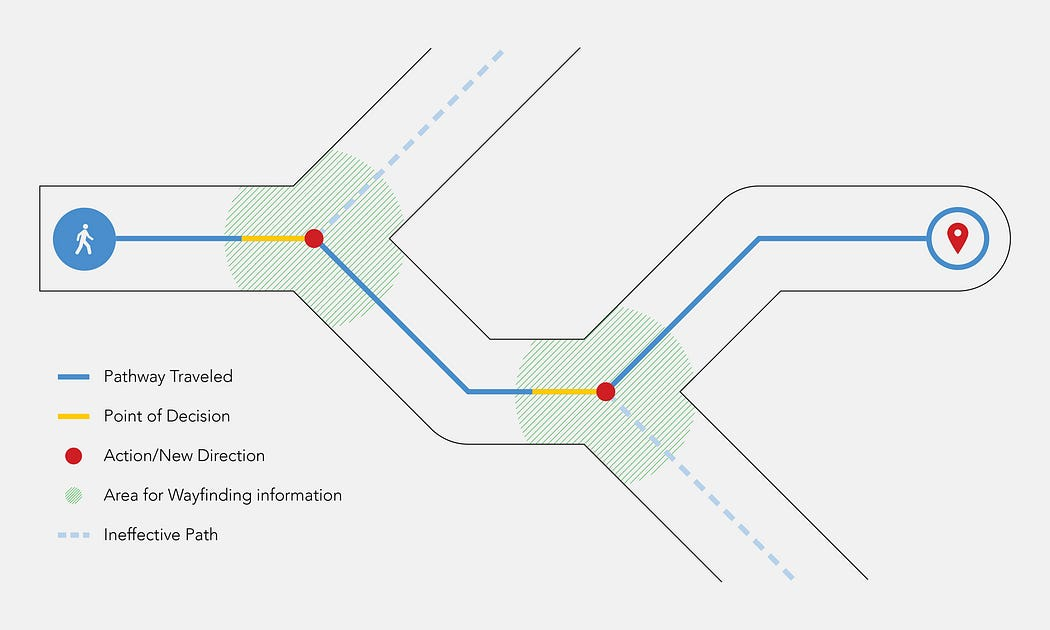 Pathway Traveled
Point of Decision
Action/New Direction
Area for Wayfinding information
Ineffective Path